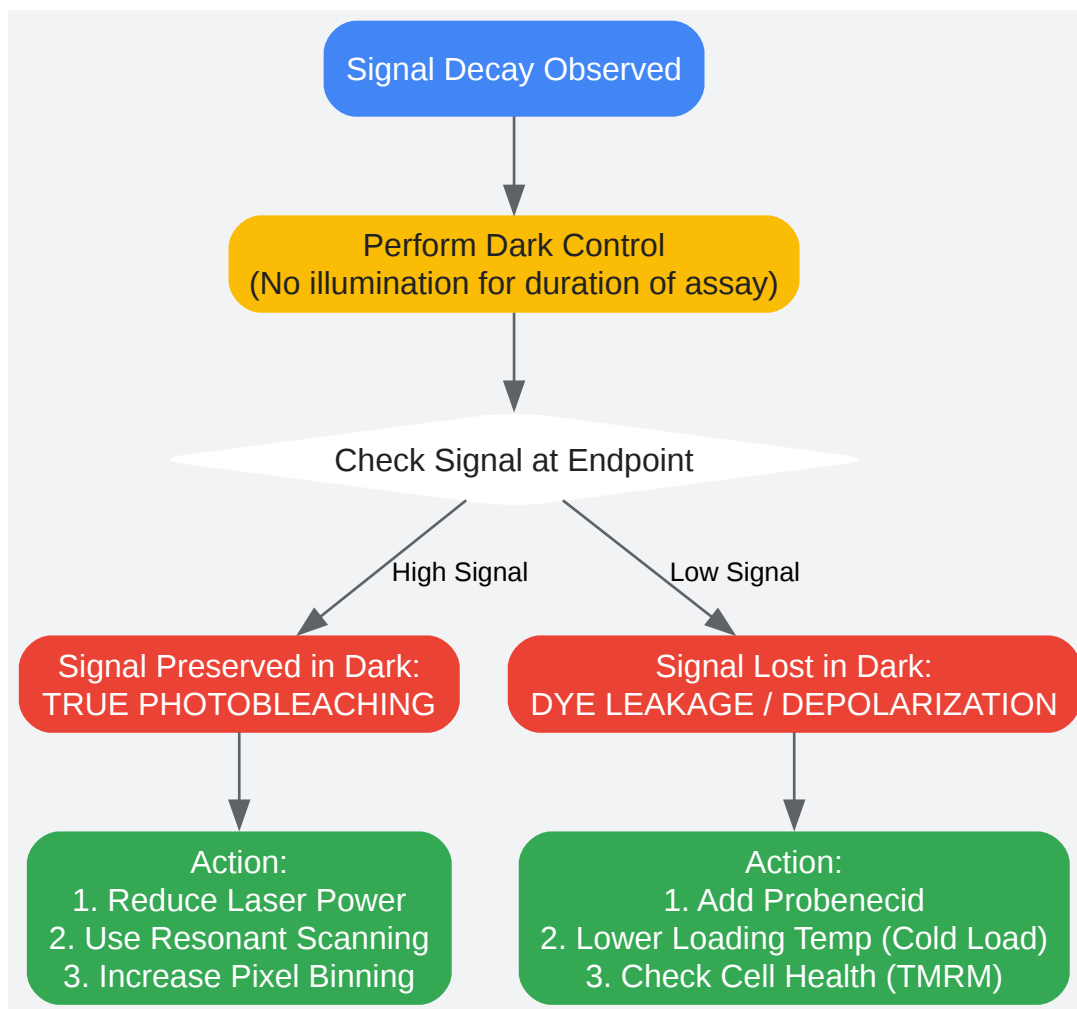 Signal Decay Observed
Perform Dark Control
(No illumination for duration of assay)
Check Signal at Endpoint
High Signal
Low Signal
Signal Preserved in Dark:
TRUE PHOTOBLEACHING
Signal Lost in Dark:
DYE LEAKAGE / DEPOLARIZATION
Action:
1. Reduce Laser Power
2. Use Resonant Scanning
3. Increase Pixel Binning
Action:
1. Add Probenecid
2. Lower Loading Temp (Cold Load)
3. Check Cell Health (TMRM)